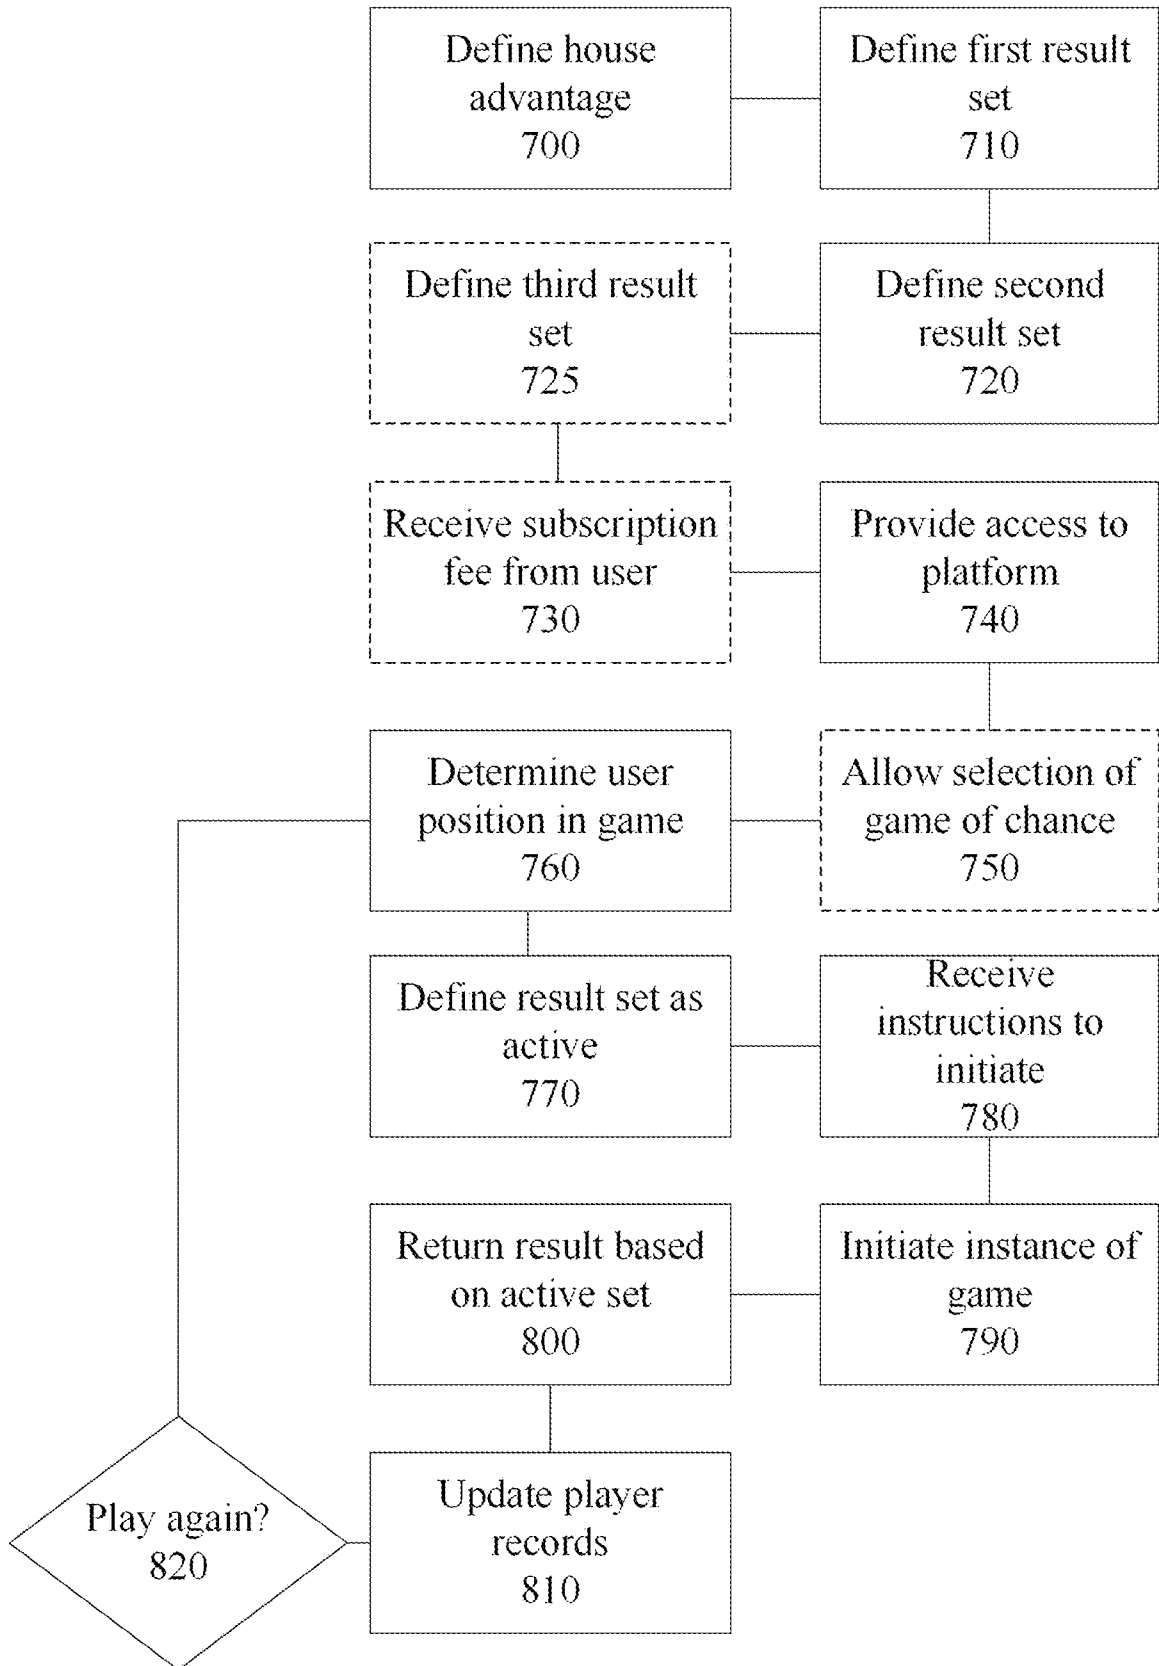 Define house
advantage
700
Define first result
set
710
Define third result
set
725
Define second
result set
720
Receive subscription
fee from user
730
Provide access to
platform
740
Determine user
position in game
760
Allow selection of
game of chance
750
Define result set as
active
770
Receive
instructions to
initiate
780
Return result based
on active set
800
Initiate instance of
game
790
Play again?
820
Update player
records
810